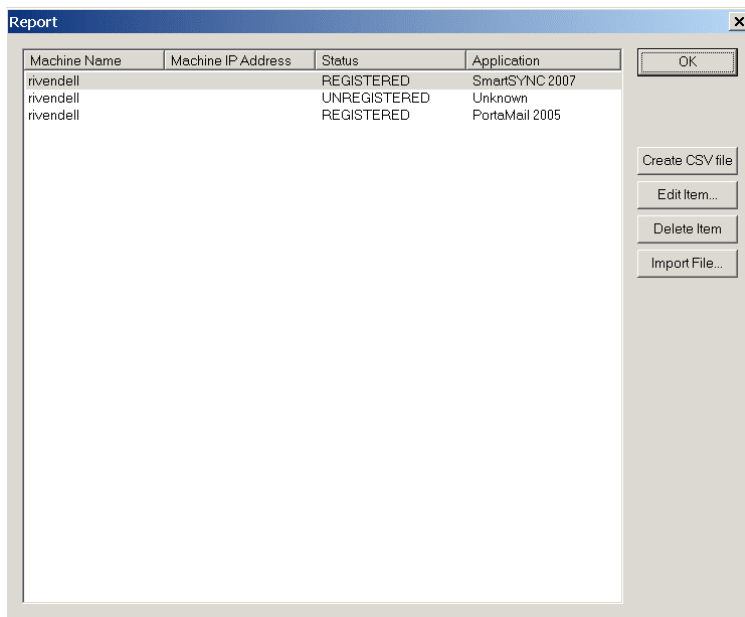 Report
Machine Name Machine IP Address Status Application
rivendell REGISTERED SmartSYNC 2007
rivendell UNREGISTERED Unknown
rivendell REGISTERED PortaMail 2005
OK
Create CSV file
Edit Item...
Delete Item
Import File...